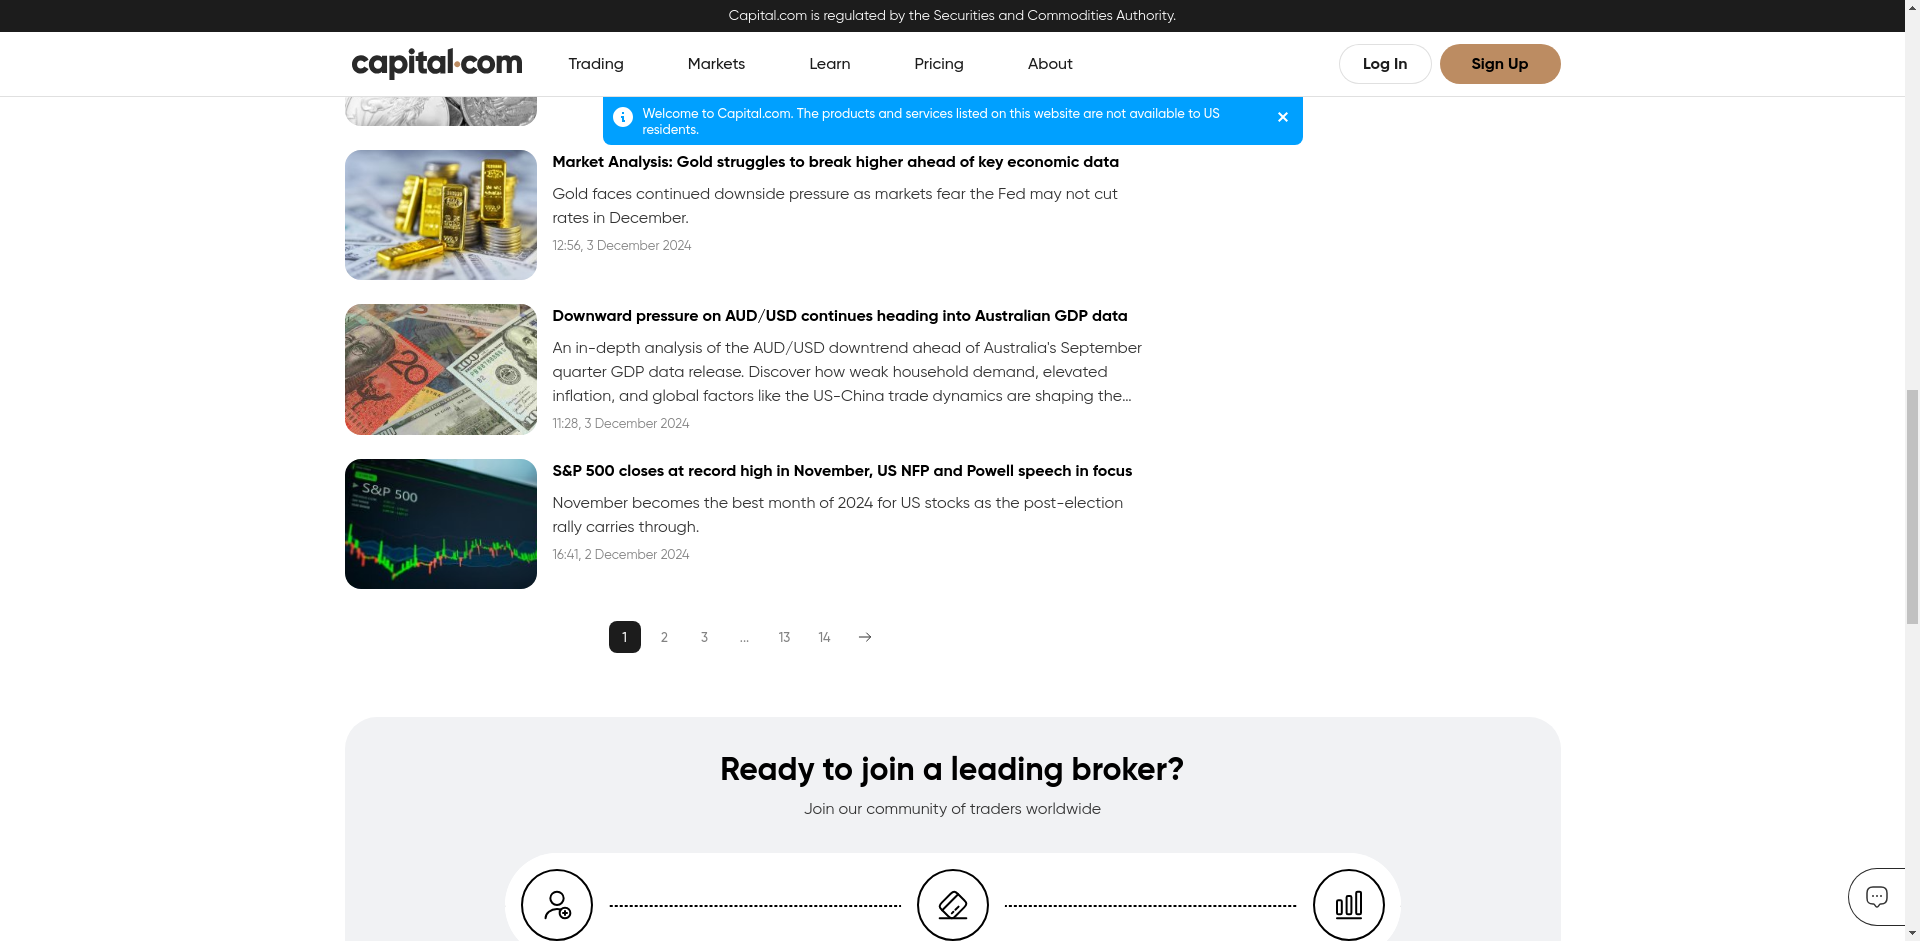 Capital.com is regulated by the Securities and Commodities Authority.
capital.com
Trading
Markets
Learn
Pricing
About
Log In
Sign Up
Welcome to Capital.com. The products and services listed on this website are not available to US
residents.
Market Analysis: Gold struggles to break higher ahead of key economic data
Gold faces continued downside pressure as markets fear the Fed may not cut
rates in December.
12:56, 3 December 2024
Downward pressure on AUD/USD continues heading into Australian GDP data
An in-depth analysis of the AUD/USD downtrend ahead of Australia's September
quarter GDP data release. Discover how weak household demand, elevated
inflation, and global factors like the US-China trade dynamics are shaping the...
11:28, 3 December 2024
20
100
S&P 500
S&P 500 closes at record high in November, US NFP and Powell speech in focus
November becomes the best month of 2024 for US stocks as the post-election
rally carries through.
16:41, 2 December 2024
1 2 3 ... 13 14
Ready to join a leading broker?
Join our community of traders worldwide